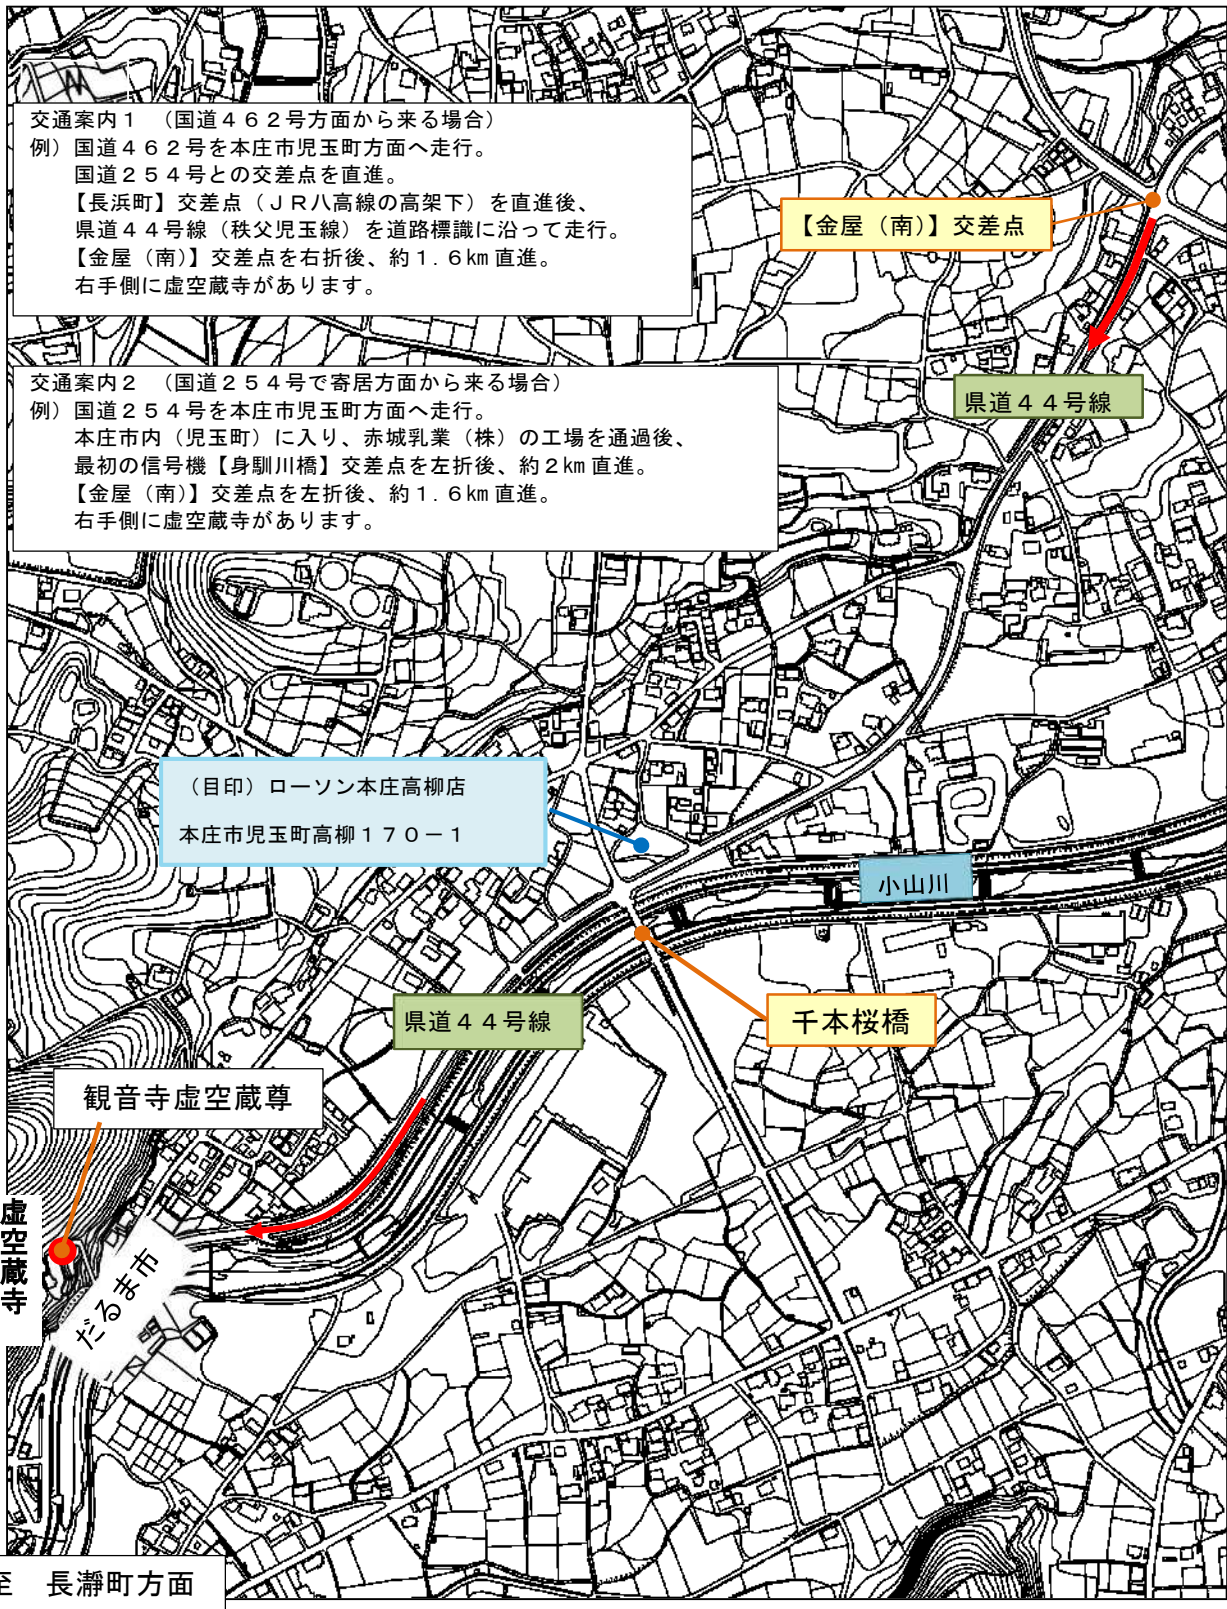 交通案内１　（国道４６２号方面から来る場合）
例）国道４６２号を本庄市児玉町方面へ走行。
国道２５４号との交差点を直進。
【長浜町】交差点（ＪＲ八高線の高架下）を直進後、
県道４４号線（秩父児玉線）を道路標識に沿って走行。
【金屋（南）】交差点を右折後、約１.６㎞直進。
右手側に虚空蔵寺があります。
【金屋（南）】交差点
交通案内２　（国道２５４号で寄居方面から来る場合）
例）国道２５４号を本庄市児玉町方面へ走行。
本庄市内（児玉町）に入り、赤城乳業（株）の工場を通過後、
最初の信号機【身馴川橋】交差点を左折後、約２㎞直進。
【金屋（南）】交差点を左折後、約１.６㎞直進。
右手側に虚空蔵寺があります。
県道４４号線
（目印）ローソン本庄高柳店
本庄市児玉町高柳１７０－１
小山川
県道４４号線
千本桜橋
観音寺虚空蔵尊
虚空蔵寺
だるま市
至　長瀞町方面